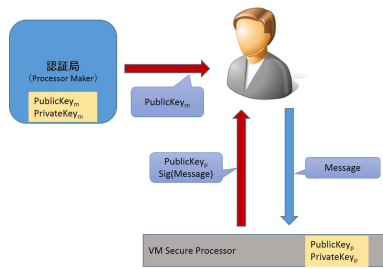 認証局
(Processor Maker)
PublicKeym
PrivateKeym
PublicKeym
PublicKeyp
Sig(Message)
Message
VM Secure Processor
PublicKeyp
PrivateKeyp